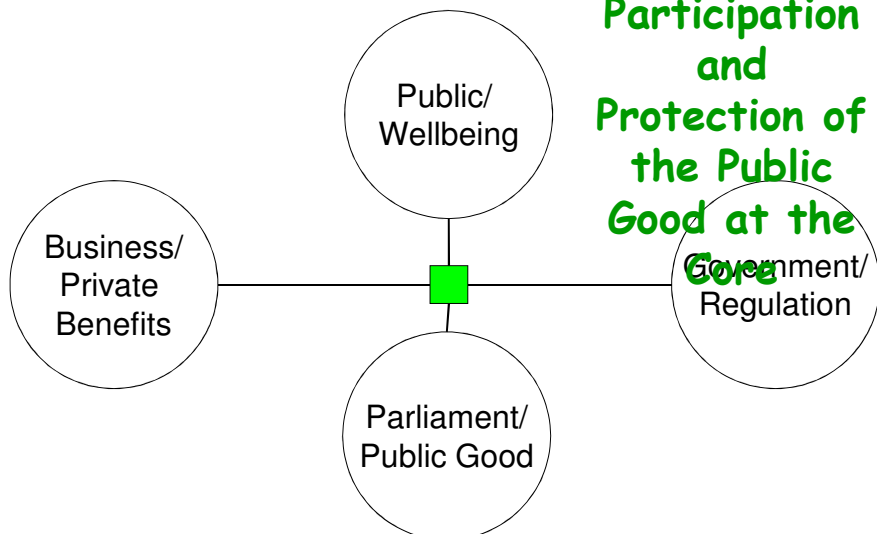 Participation
and
Protection of
the Public
Good at the
Core
Public/
Wellbeing
Business/
Private
Benefits
Government/
Regulation
Parliament/
Public Good